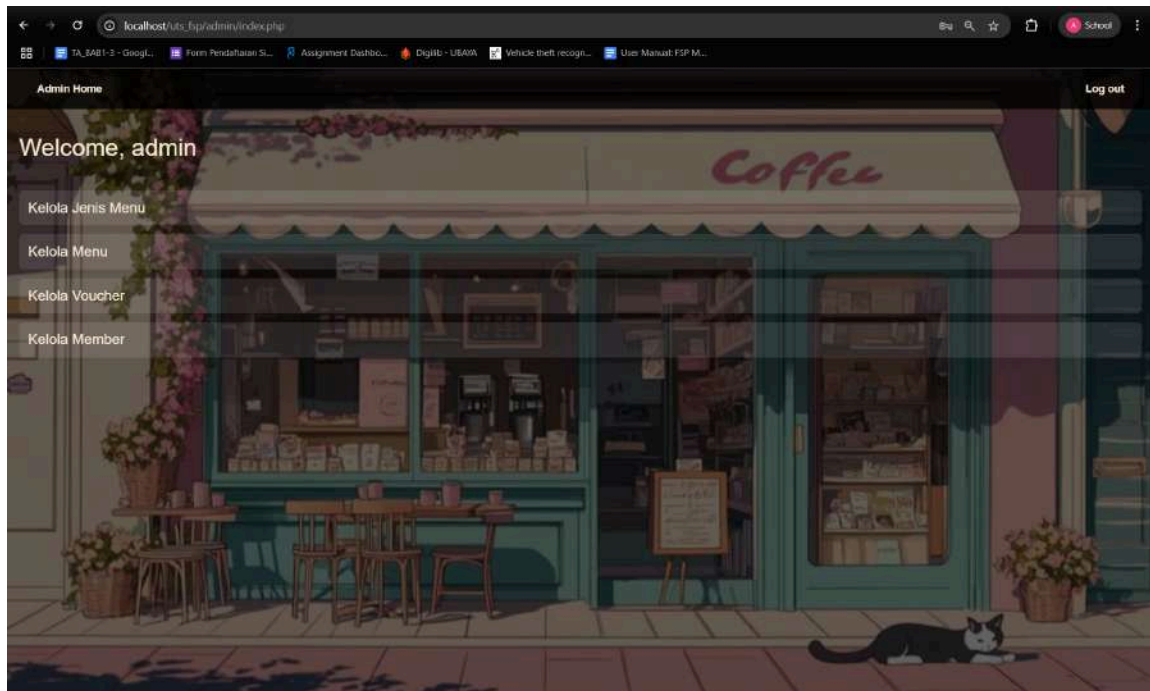 localhost/uts_fsp/admin/index.php
School
TA_BAB1-3 - Googl...
Form Pendaftaran Si...
Assignment Dashbo...
Digilib - UBAYA
Vehicle theft recogn...
User Manual: FSP M...
Admin Home
Log out
Welcome, admin
Coffee
Kelola Jenis Menu
Kelola Menu
Kelola Voucher
Kelola Member